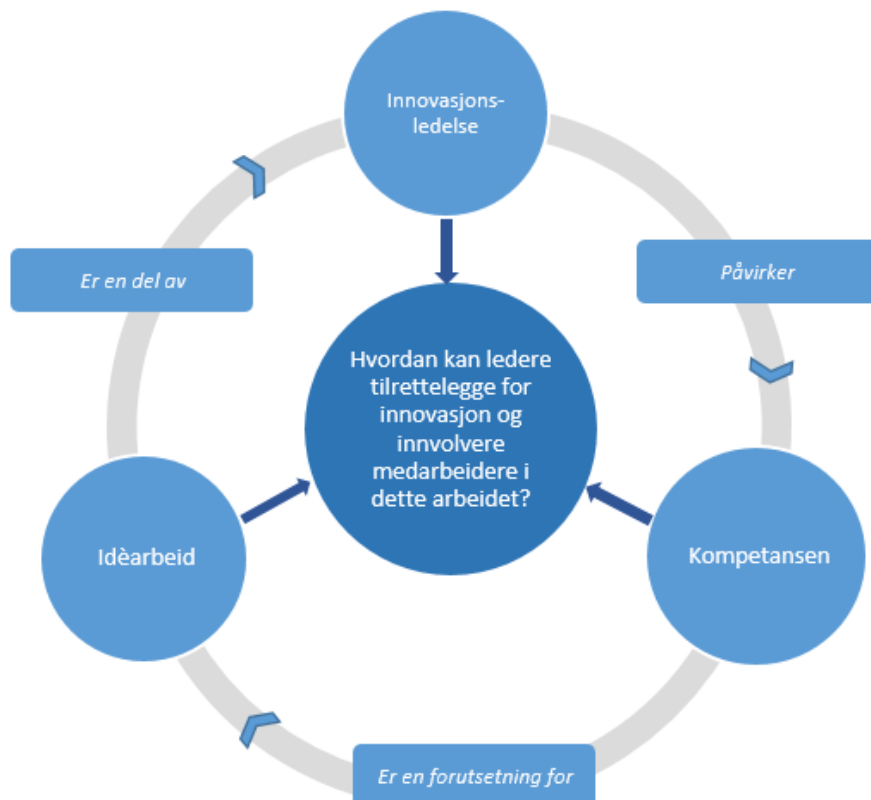 Innovasjons-
ledelse
Er en del av
Påvirker
Hvordan kan ledere
tilrettelegge for
innovasjon og
innvolvere
medarbeidere i
dette arbeidet?
Idèarbeid
Kompetansen
Er en forutsetning for